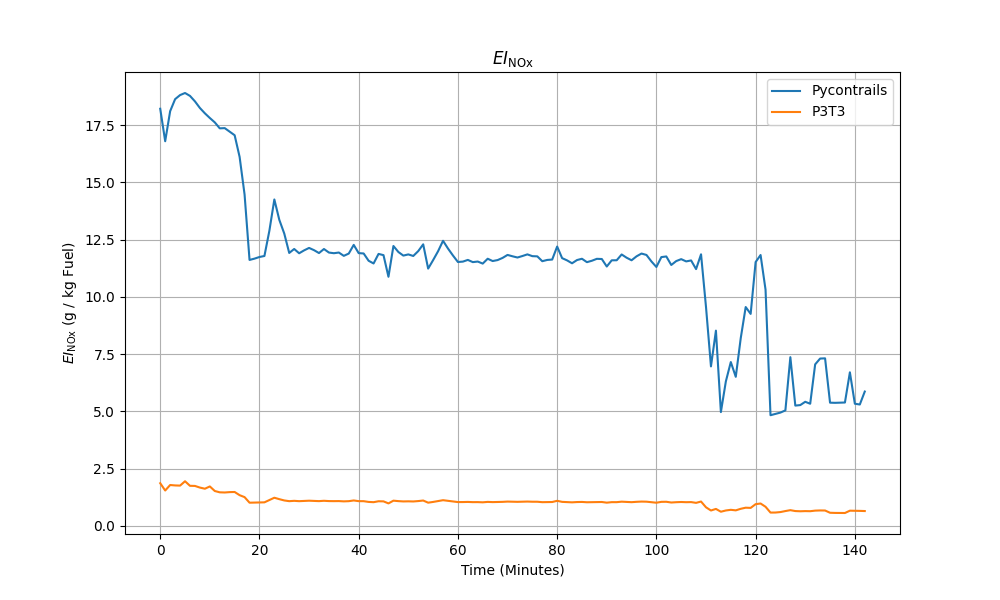 EI_NOx
Pycontrails
P3T3
EI_NOx (g / kg Fuel)
17.5
15.0
12.5
10.0
7.5
5.0
2.5
0.0
0 20 40 60 80 100 120 140
Time (Minutes)